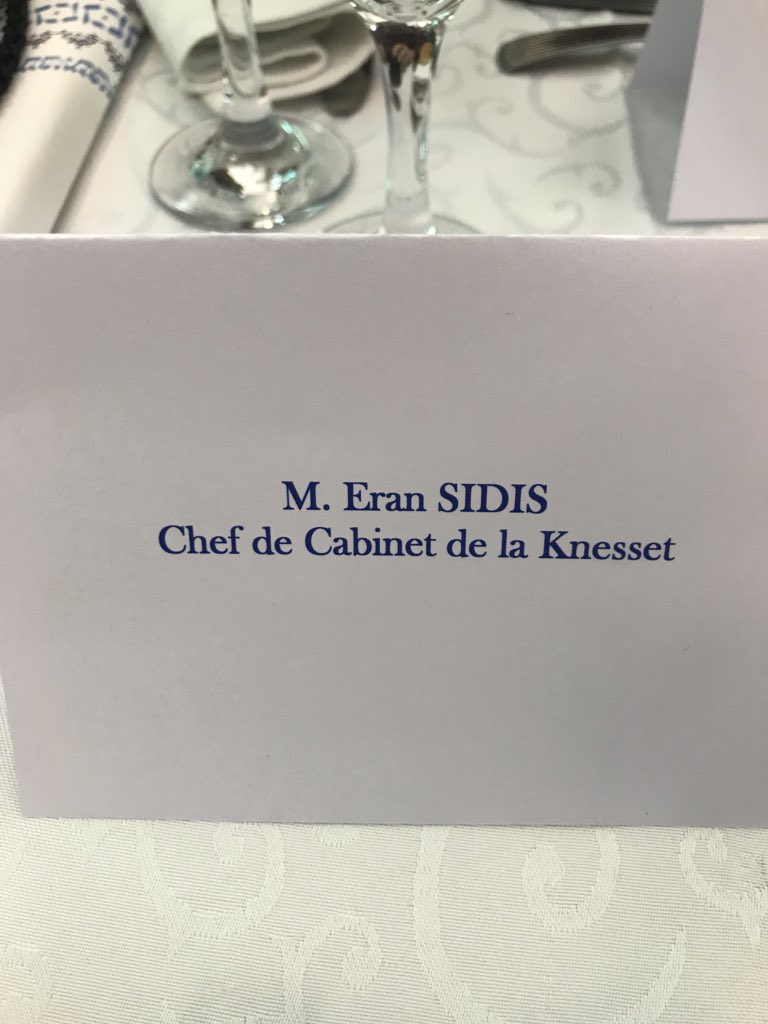 M. Eran SIDIS
Chef de Cabinet de la Knesset